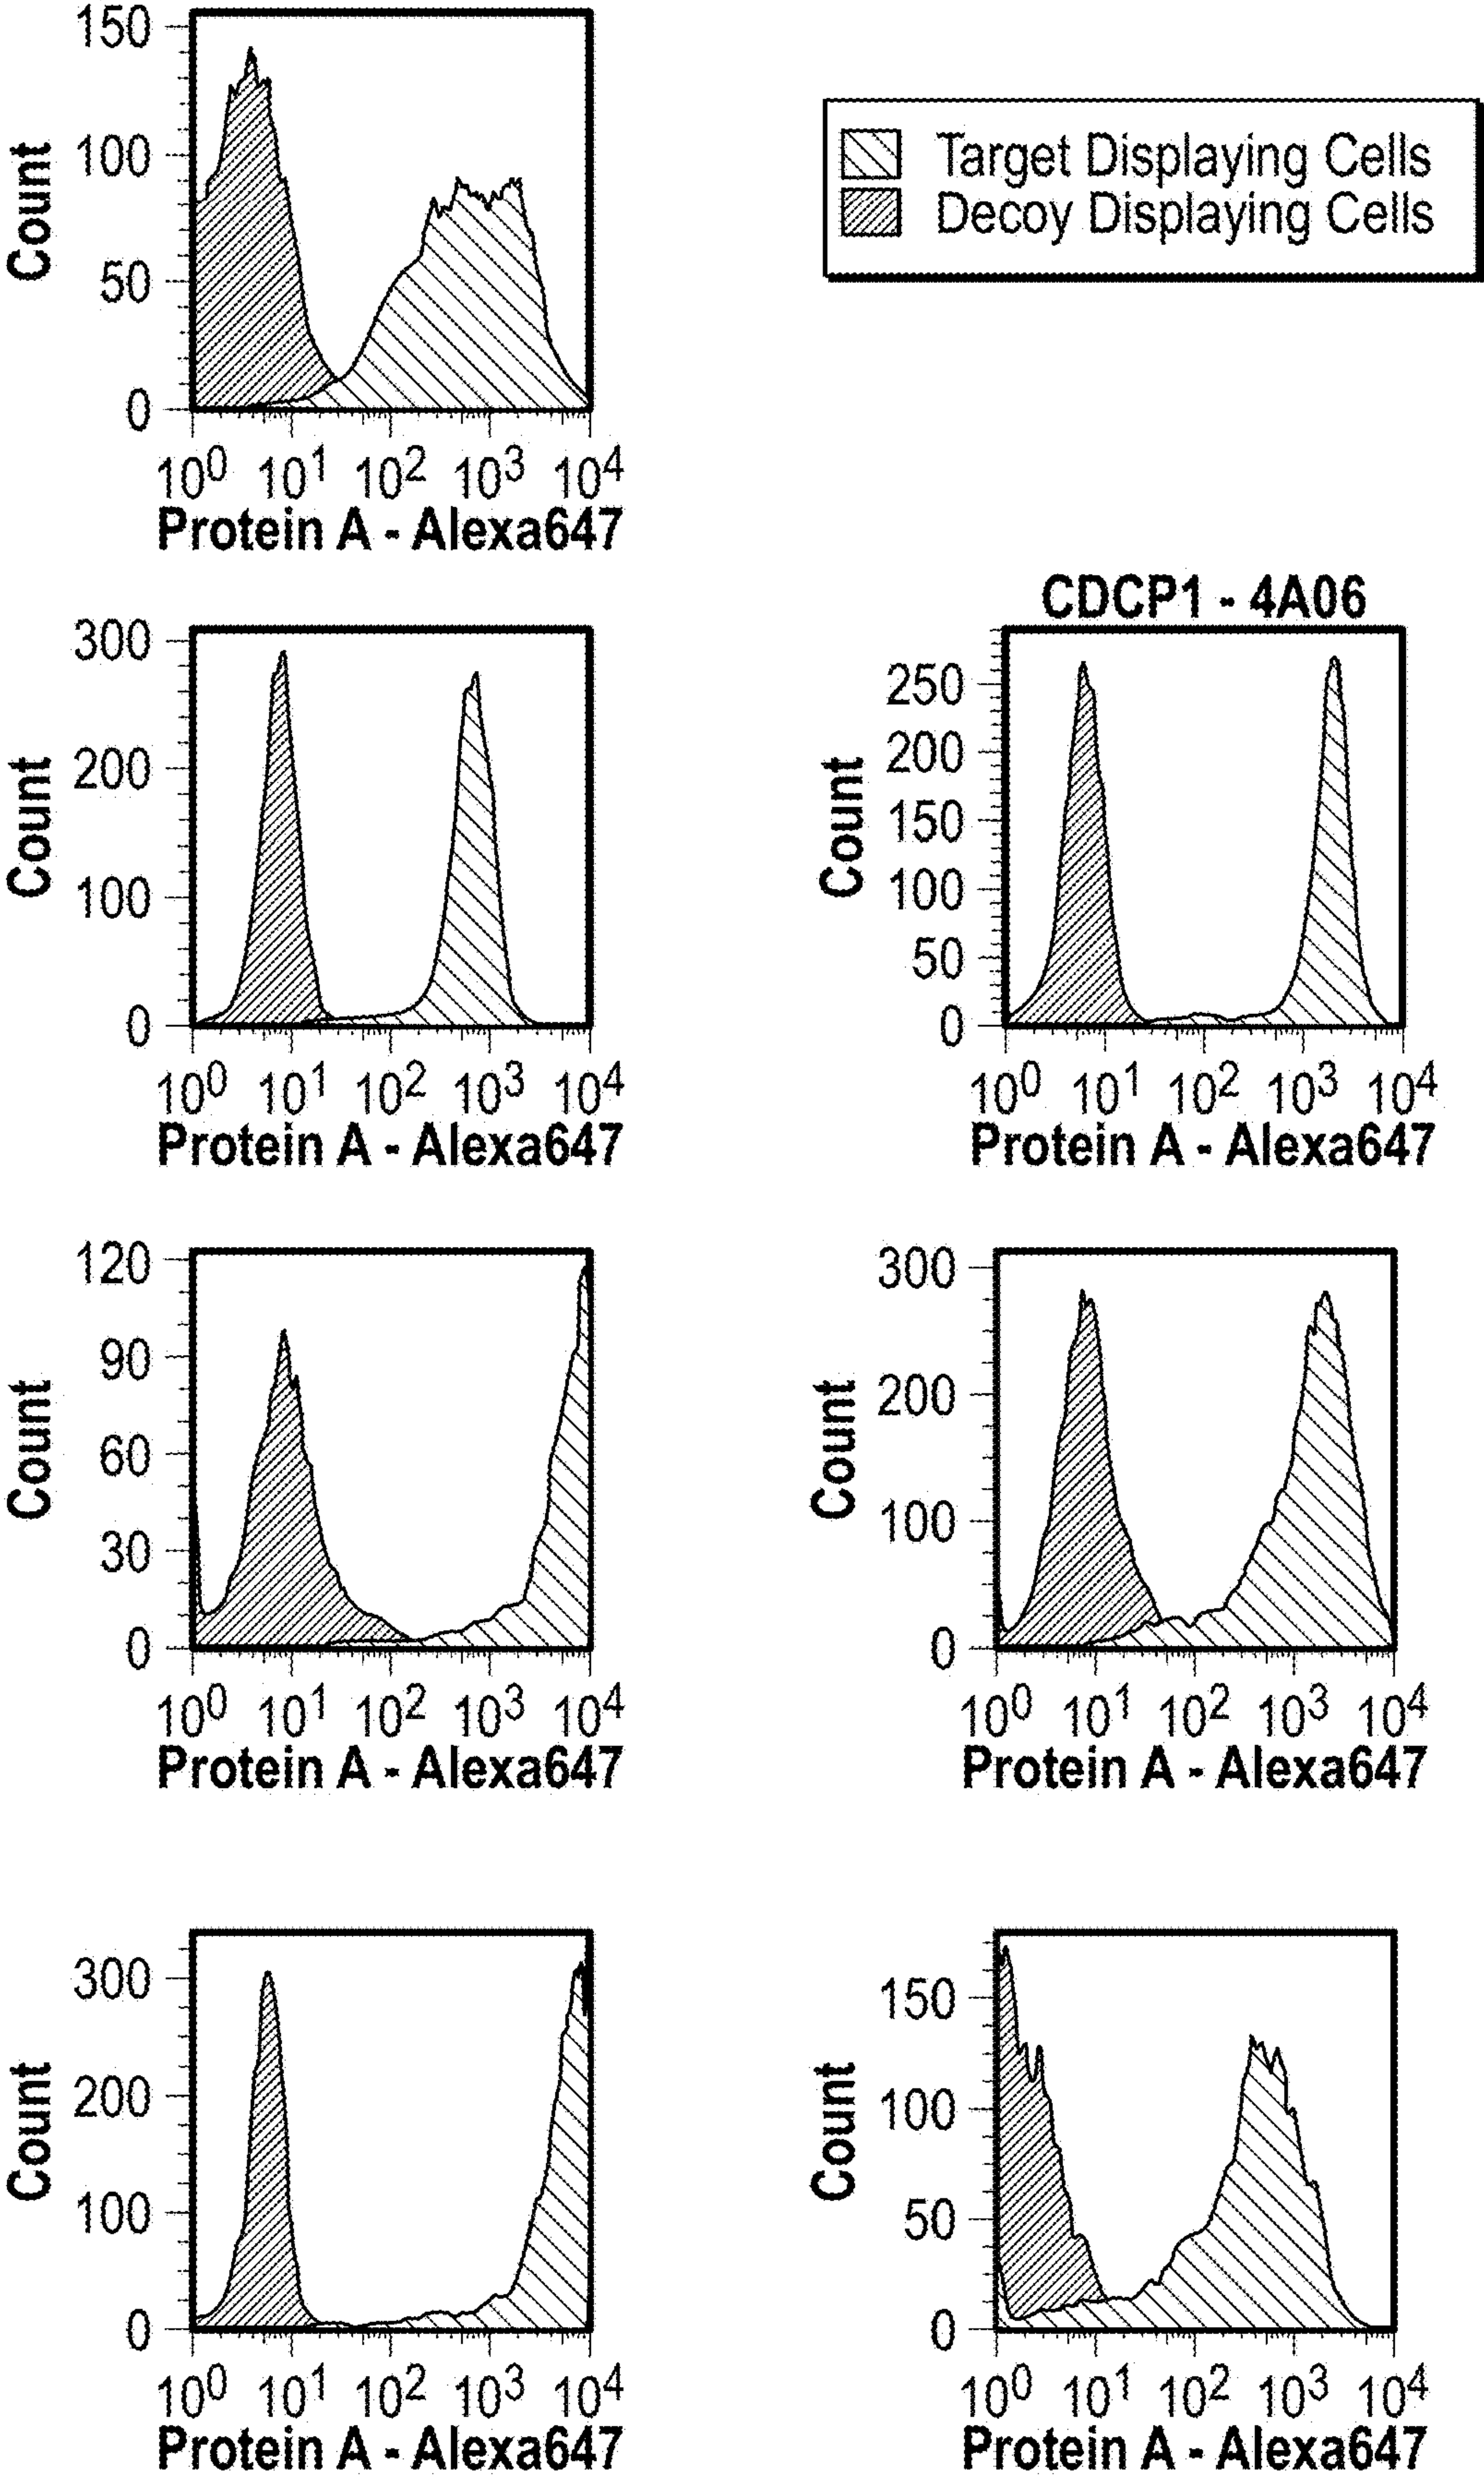 150
100
50
0
Count
10^0 10^1 10^2 10^3 10^4
Protein A - Alexa647
Target Displaying Cells
Decoy Displaying Cells
300
200
100
0
Count
10^0 10^1 10^2 10^3 10^4
Protein A - Alexa647
CDCP1 - 4A06
250
200
150
100
50
0
Count
10^0 10^1 10^2 10^3 10^4
Protein A - Alexa647
120
90
60
30
0
Count
10^0 10^1 10^2 10^3 10^4
Protein A - Alexa647
300
200
100
0
Count
10^0 10^1 10^2 10^3 10^4
Protein A - Alexa647
300
200
100
0
Count
10^0 10^1 10^2 10^3 10^4
Protein A - Alexa647
150
100
50
0
Count
10^0 10^1 10^2 10^3 10^4
Protein A - Alexa647